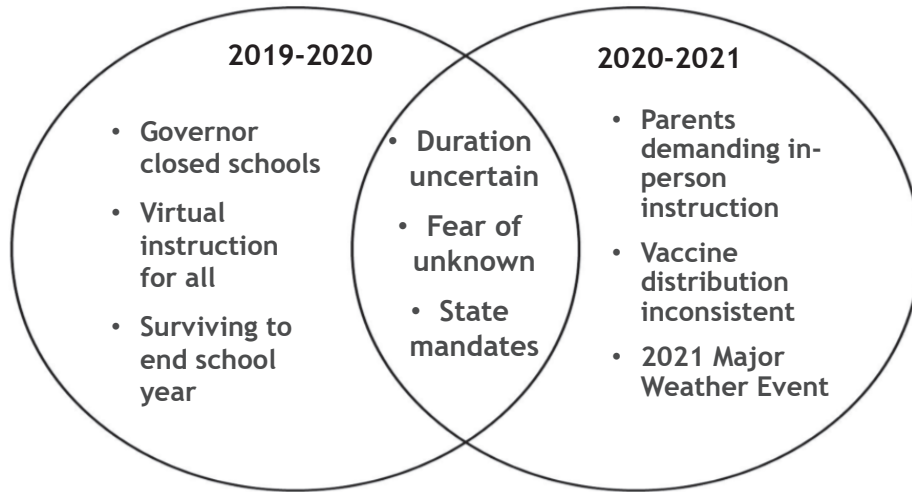 2019-2020
• Governor
closed schools
• Virtual
instruction
for all
• Surviving to
end school
year
• Duration
uncertain
• Fear of
unknown
• State
mandates
2020-2021
• Parents
demanding in-
person
instruction
• Vaccine
distribution
inconsistent
• 2021 Major
Weather Event